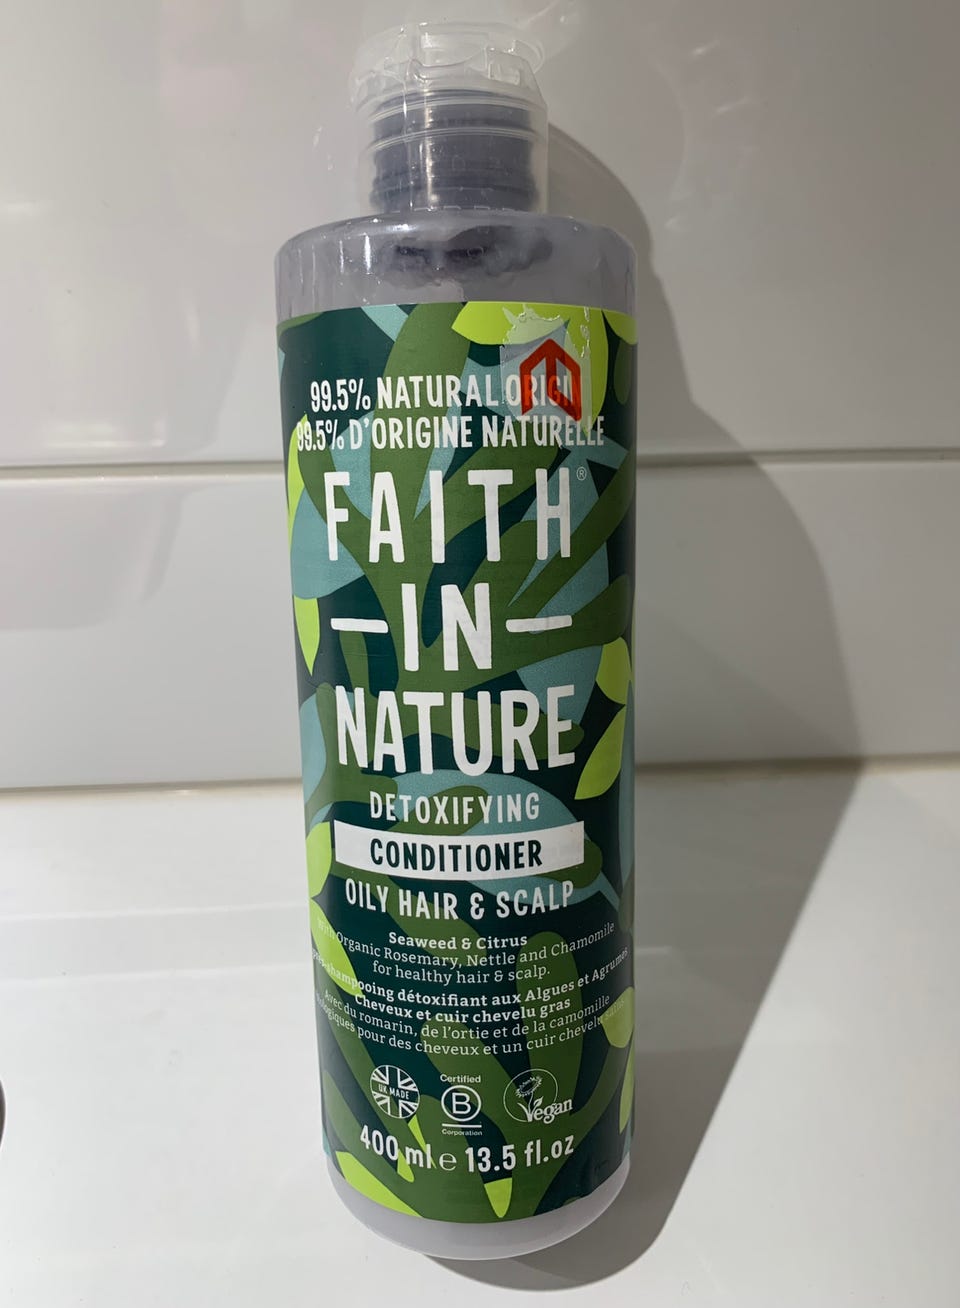 99.5% NATURAL ORIGI
99.5% D'ORIGINE NATURELLE
FAITH®
—IN—
NATURE
DETOXIFYING
CONDITIONER
OILY HAIR & SCALP
Seaweed & Citrus
With Organic Rosemary, Nettle and Chamomile
for healthy hair & scalp.
shampooing détoxifiant aux Algues et Agrumes
Cheveux et cuir chevelu gras
Avec du romarin, de l'ortie et de la camomille
pour des cheveux et un cuir chevelu sains
UK MADE
Certified
B
Corporation
Vegan
400 ml e 13.5 fl.oz